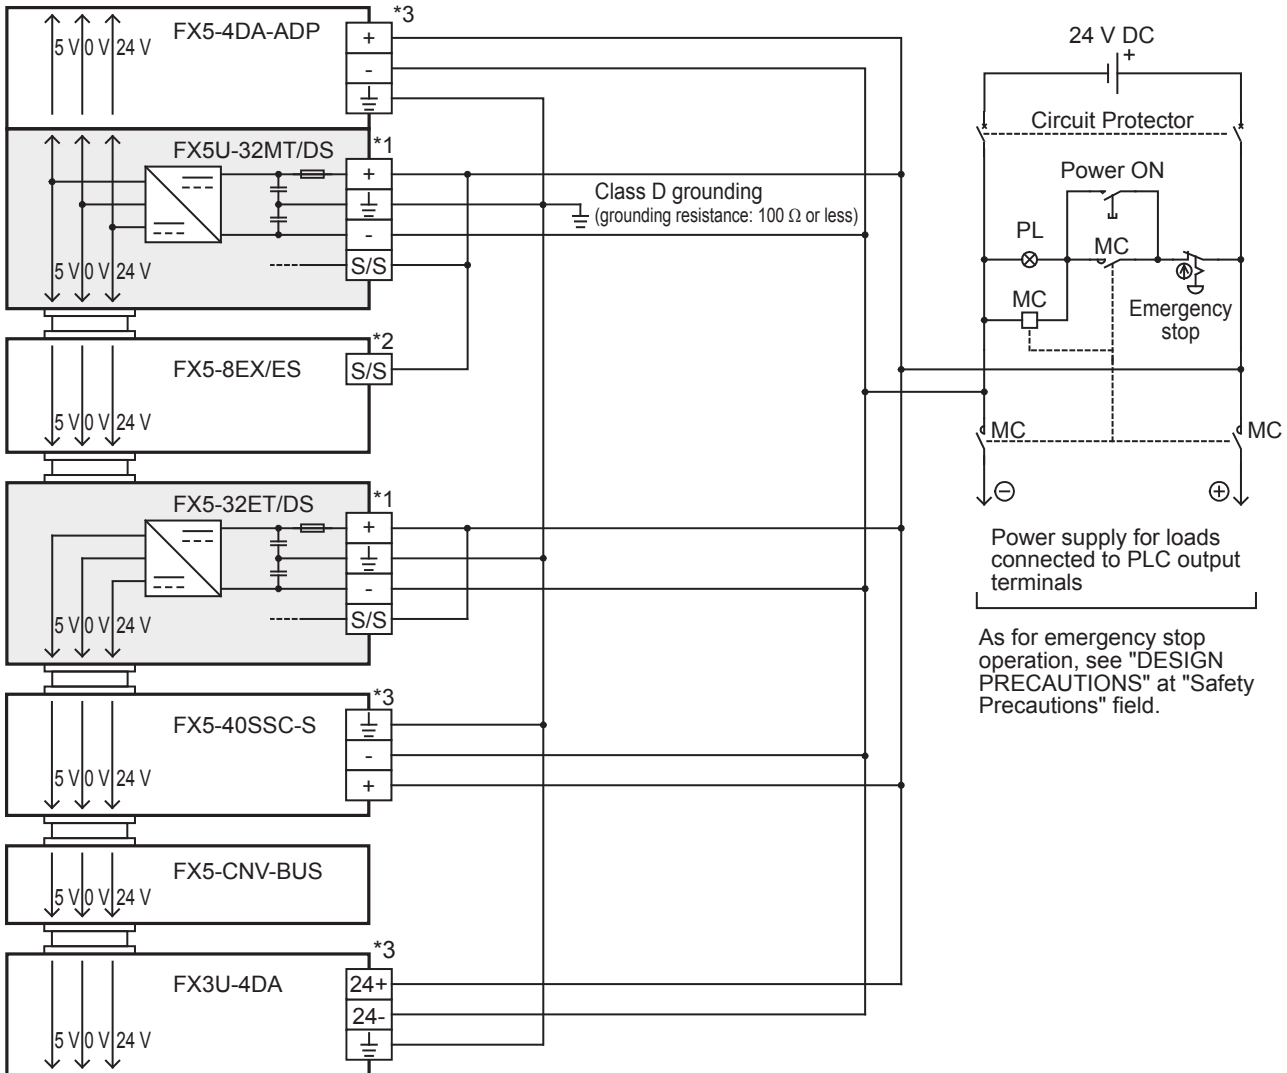 FX5-4DA-ADP
*3
5 V 0 V 24 V
+
-
FX5U-32MT/DS
*1
+
-
S/S
5 V 0 V 24 V
Class D grounding
(grounding resistance: 100 Ω or less)
FX5-8EX/ES
*2
S/S
5 V 0 V 24 V
FX5-32ET/DS
*1
+
-
S/S
5 V 0 V 24 V
FX5-40SSC-S
*3
-
+
5 V 0 V 24 V
FX5-CNV-BUS
5 V 0 V 24 V
FX3U-4DA
*3
24+
24-
5 V 0 V 24 V
24 V DC
+
Circuit Protector
Power ON
PL
MC
MC
Emergency
stop
MC
MC
Power supply for loads
connected to PLC output
terminals
As for emergency stop
operation, see "DESIGN
PRECAUTIONS" at "Safety
Precautions" field.